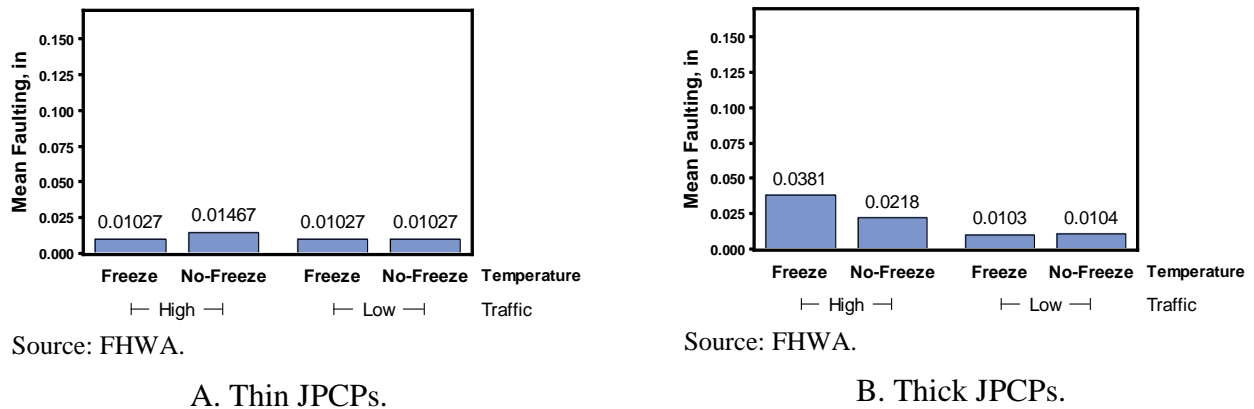 Mean Faulting, in
0.150
0.125
0.100
0.075
0.050
0.025
0.000
0.01027
0.01467
0.01027
0.01027
Freeze No-Freeze Freeze No-Freeze Temperature
High Low Traffic
Source: FHWA.
A. Thin JPCPs.
Mean Faulting, in
0.150
0.125
0.100
0.075
0.050
0.025
0.000
0.0381
0.0218
0.0103
0.0104
Freeze No-Freeze Freeze No-Freeze Temperature
High Low Traffic
Source: FHWA.
B. Thick JPCPs.